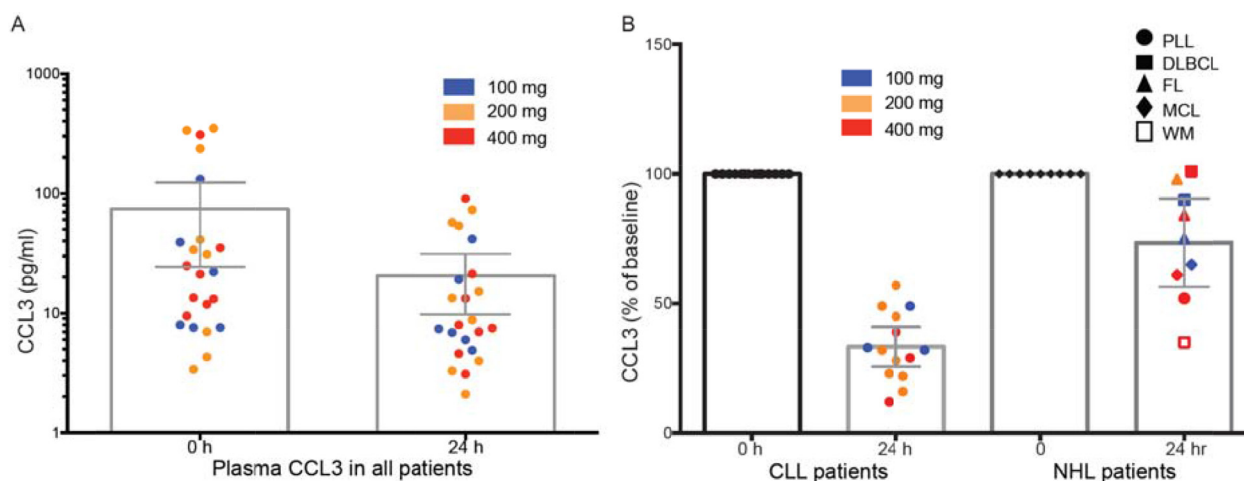 A
1000
100
10
1
CCL3 (pg/ml)
100 mg
200 mg
400 mg
0 h
24 h
Plasma CCL3 in all patients
B
150
100
50
0
CCL3 (% of baseline)
100 mg
200 mg
400 mg
PLL
DLBCL
FL
MCL
WM
0 h
24 h
0
24 hr
CLL patients
NHL patients